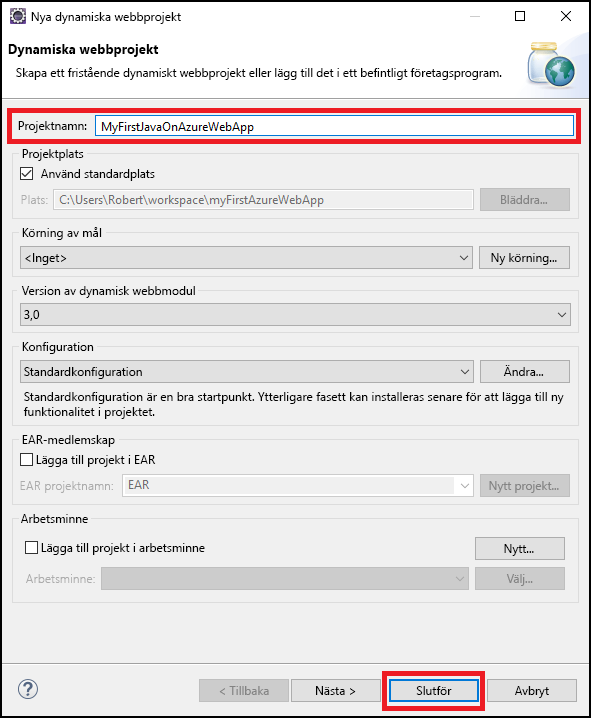 Nya dynamiska webbprojekt
Dynamiska webbprojekt
Skapa ett fristående dynamiskt webbprojekt eller lägg till det i ett befintligt företagsprogram.
Projektnamn: MyFirstJavaOnAzureWebApp
Projektplats
Använd standardplats
Plats: C:\Users\Robert\workspace\myFirstAzureWebApp Bläddra...
Körning av mål
<Inget> Ny körning...
Version av dynamisk webbmodul
3,0
Konfiguration
Standardkonfiguration Ändra...
Standardkonfiguration är en bra startpunkt. Ytterligare fasett kan installeras senare för att lägga till ny
funktionalitet i projektet.
EAR-medlemskap
Lägga till projekt i EAR
EAR projektnamn: EAR Nytt projekt...
Arbetsminne
Lägga till projekt i arbetsminne Nytt...
Arbetsminne: Välj...
? < Tillbaka Nästa > Slutför Avbryt